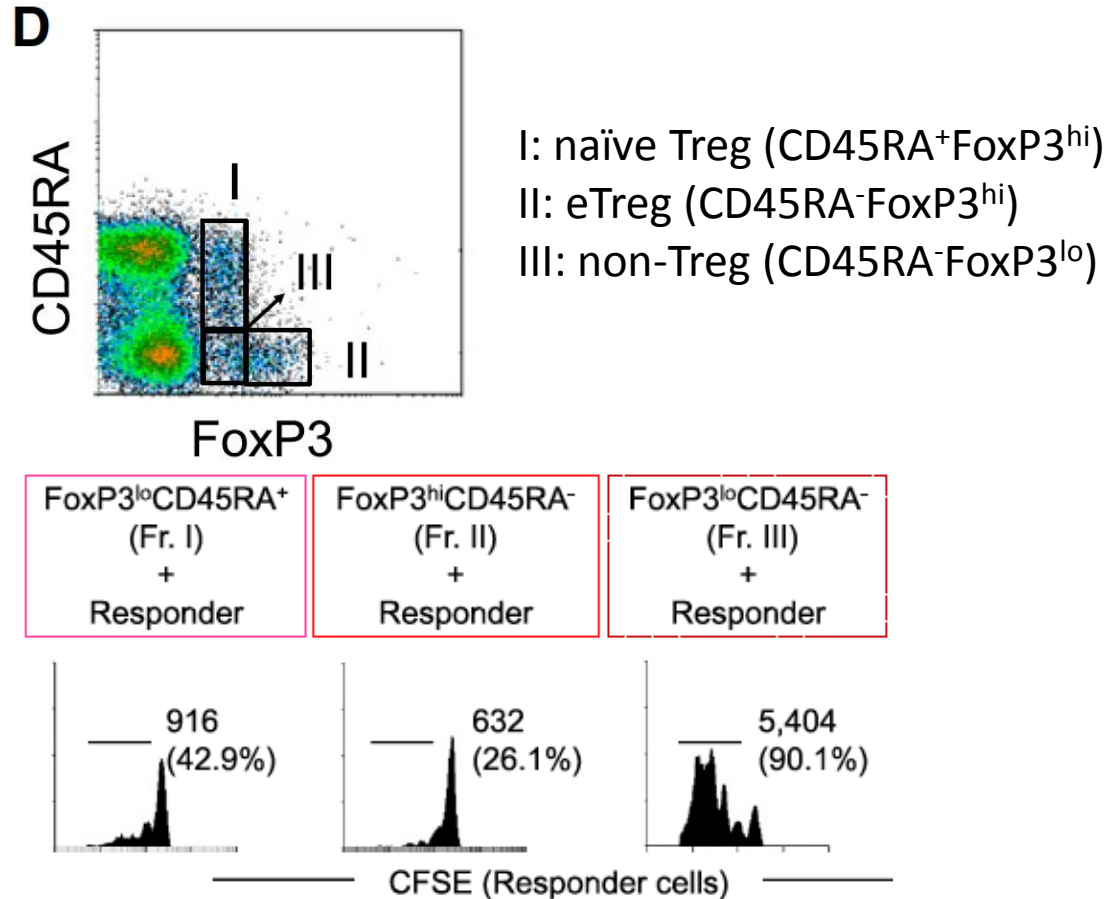 D
CD45RA
I
III
II
FoxP3
I: naïve Treg (CD45RA⁺FoxP3ʰⁱ)
II: eTreg (CD45RA⁻FoxP3ʰⁱ)
III: non-Treg (CD45RA⁻FoxP3ˡᵒ)
FoxP3ˡᵒCD45RA⁺
(Fr. I)
+
Responder
FoxP3ʰⁱCD45RA⁻
(Fr. II)
+
Responder
FoxP3ˡᵒCD45RA⁻
(Fr. III)
+
Responder
916
(42.9%)
632
(26.1%)
5,404
(90.1%)
CFSE (Responder cells)